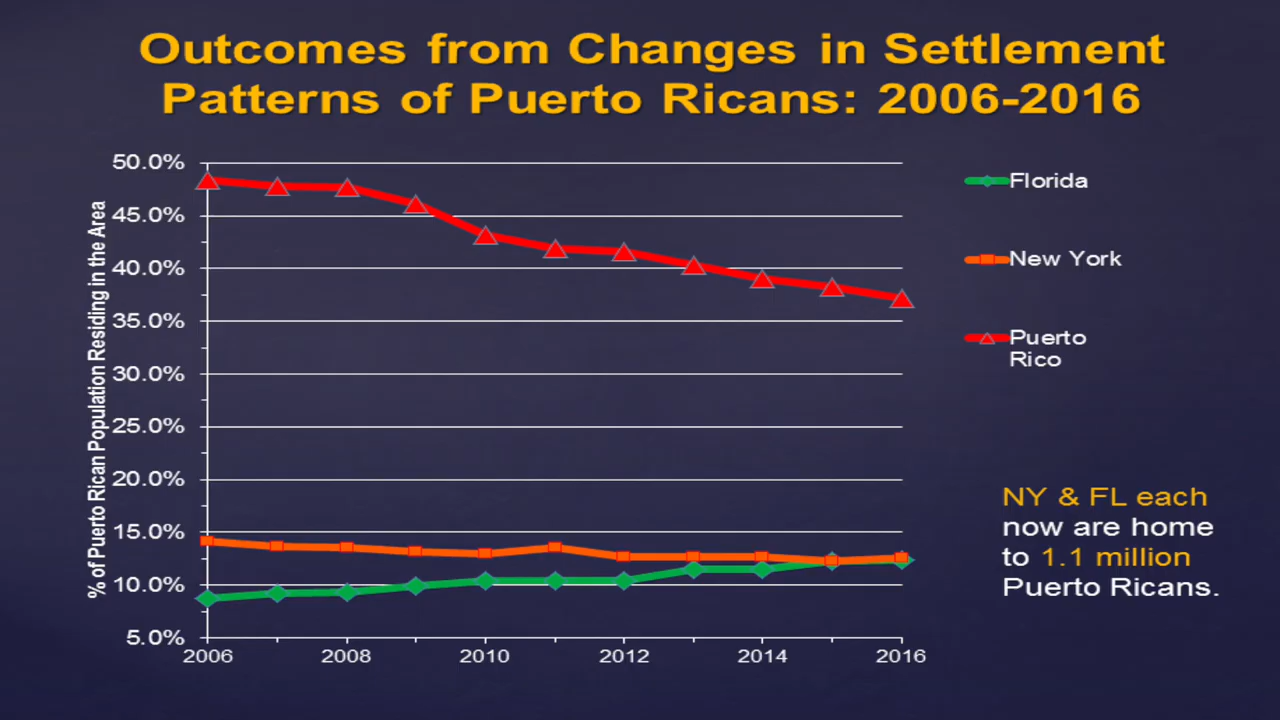 Outcomes from Changes in Settlement
Patterns of Puerto Ricans: 2006-2016
% of Puerto Rican Population Residing in the Area
50.0%
45.0%
40.0%
35.0%
30.0%
25.0%
20.0%
15.0%
10.0%
5.0%
2006 2008 2010 2012 2014 2016
Florida
New York
Puerto
Rico
NY & FL each
now are home
to 1.1 million
Puerto Ricans.